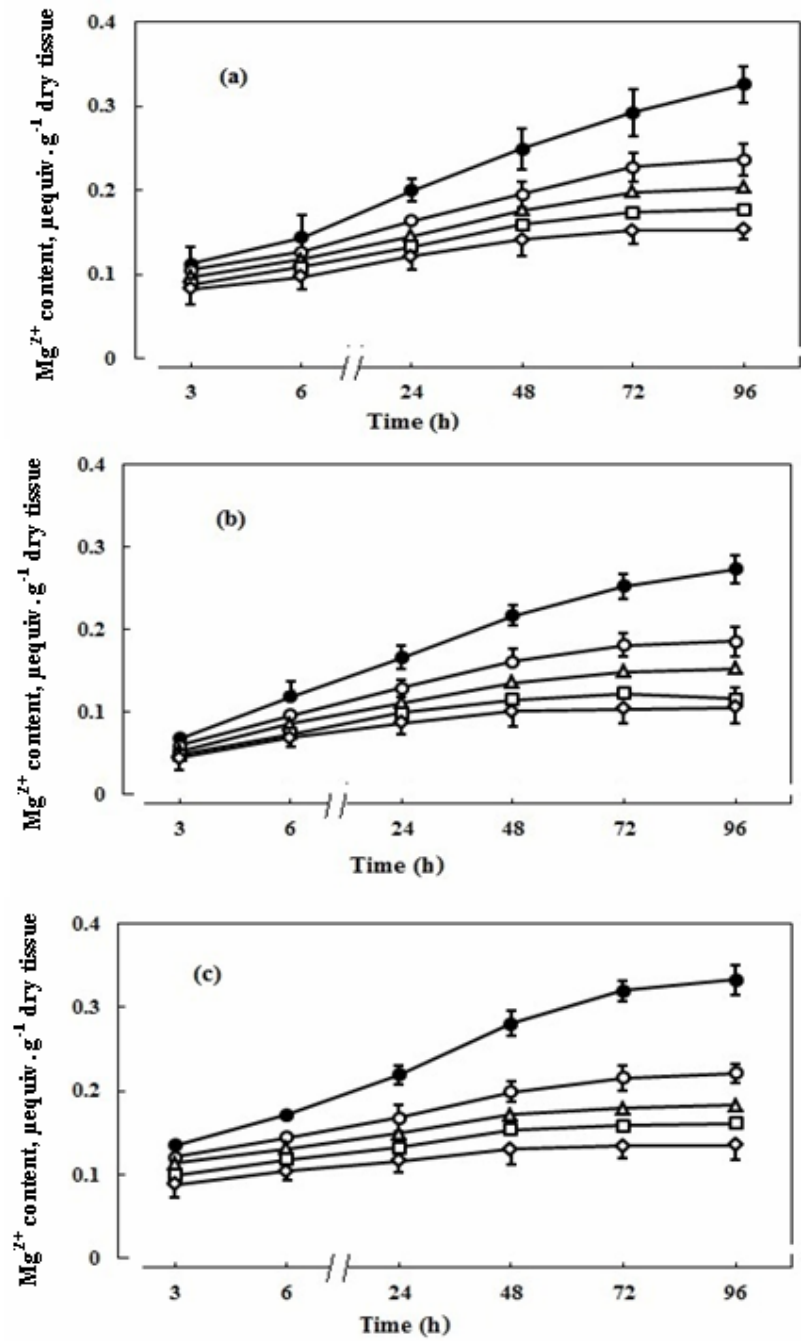 Mg2+ content, µequiv. g-1 dry tissue
0.4
(a)
0.3
0.2
0.1
0
3 6 24 48 72 96
Time (h)
Mg2+ content, µequiv. g-1 dry tissue
0.4
(b)
0.3
0.2
0.1
0
3 6 24 48 72 96
Time (h)
Mg2+ content, µequiv. g-1 dry tissue
0.4
(c)
0.3
0.2
0.1
0
3 6 24 48 72 96
Time (h)